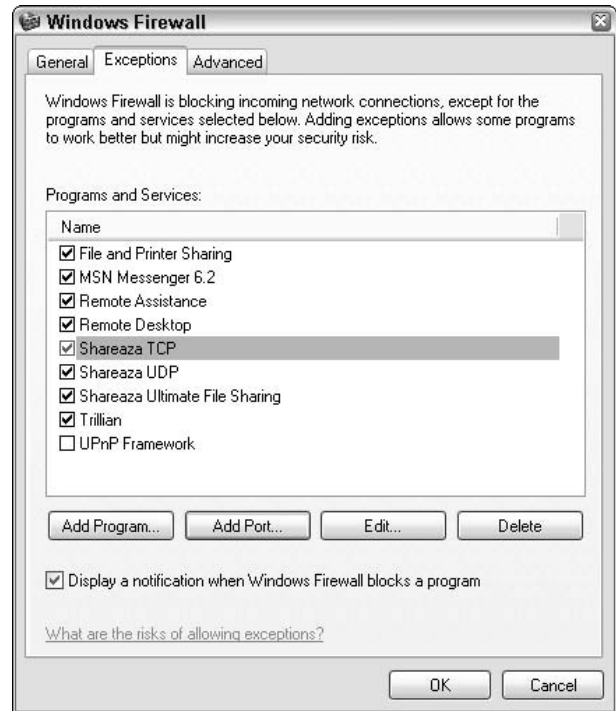 Windows Firewall
General
Exceptions
Advanced
Windows Firewall is blocking incoming network connections, except for the
programs and services selected below. Adding exceptions allows some programs
to work better but might increase your security risk.
Programs and Services:
Name
File and Printer Sharing
MSN Messenger 6.2
Remote Assistance
Remote Desktop
Shareaza TCP
Shareaza UDP
Shareaza Ultimate File Sharing
Trillian
UPnP Framework
Add Program...
Add Port...
Edit...
Delete
Display a notification when Windows Firewall blocks a program
What are the risks of allowing exceptions?
OK
Cancel